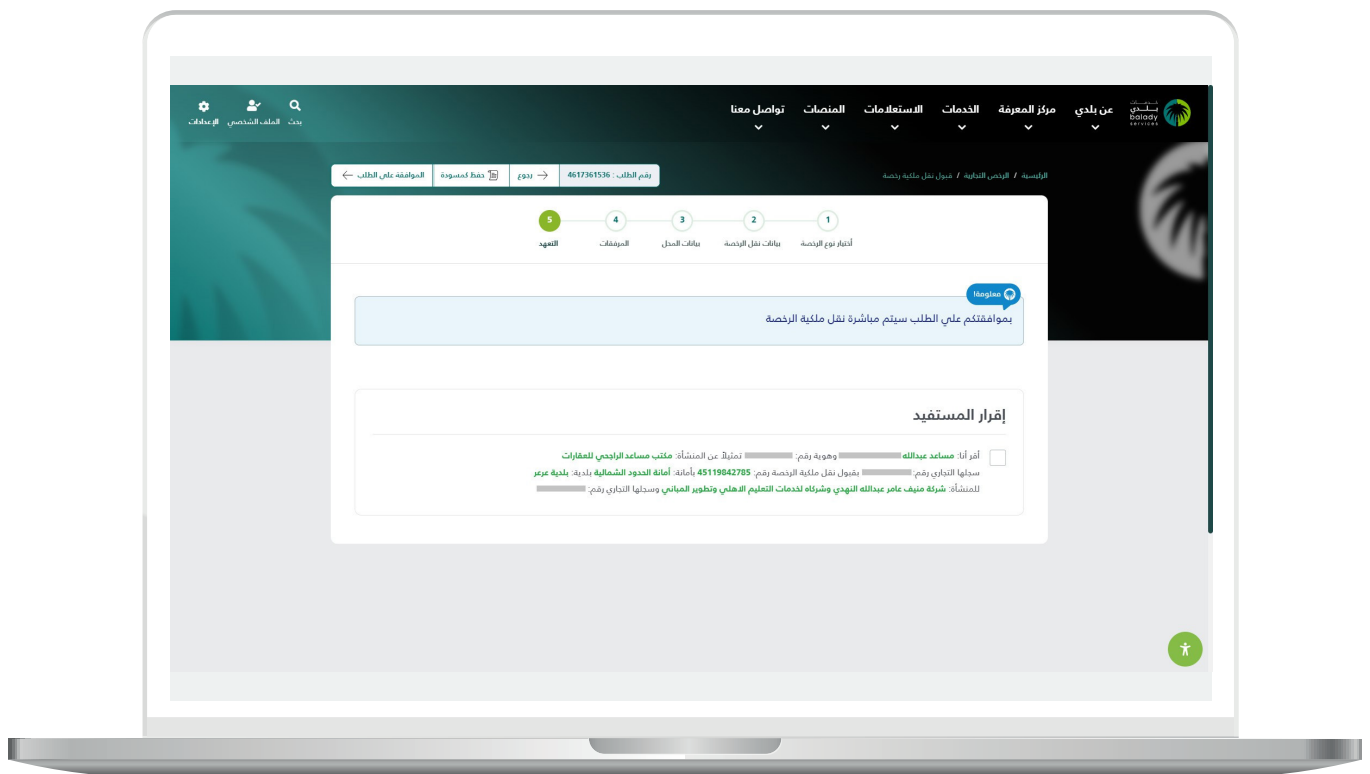 خدمات
بلدي
balady
services
عن بلدي
مركز المعرفة
الخدمات
الاستعلامات
المنصات
تواصل معنا
بحث
الملف الشخصي
الإعدادات
الرئيسية / الرخص التجارية / قبول نقل ملكية رخصة
رقم الطلب : 4617361536
رجوع
حفظ كمسودة
الموافقة على الطلب
1
2
3
4
5
أختيار نوع الرخصة
بيانات نقل الرخصة
بيانات المحل
المرفقات
التعهد
معلومة!
بموافقتكم على الطلب سيتم مباشرة نقل ملكية الرخصة
إقرار المستفيد
أقر أنا: مساعد عبدالله وهوية رقم: تمثيلاً عن المنشأة: مكتب مساعد الراجحي للعقارات
سجلها التجاري رقم: بقبول نقل ملكية الرخصة رقم: 45119842785 بأمانة: أمانة الحدود الشمالية بلدية: بلدية عرعر
للمنشأة: شركة منيف عامر عبدالله النهدي وشركاه لخدمات التعليم الاهلي وتطوير المباني وسجلها التجاري رقم: